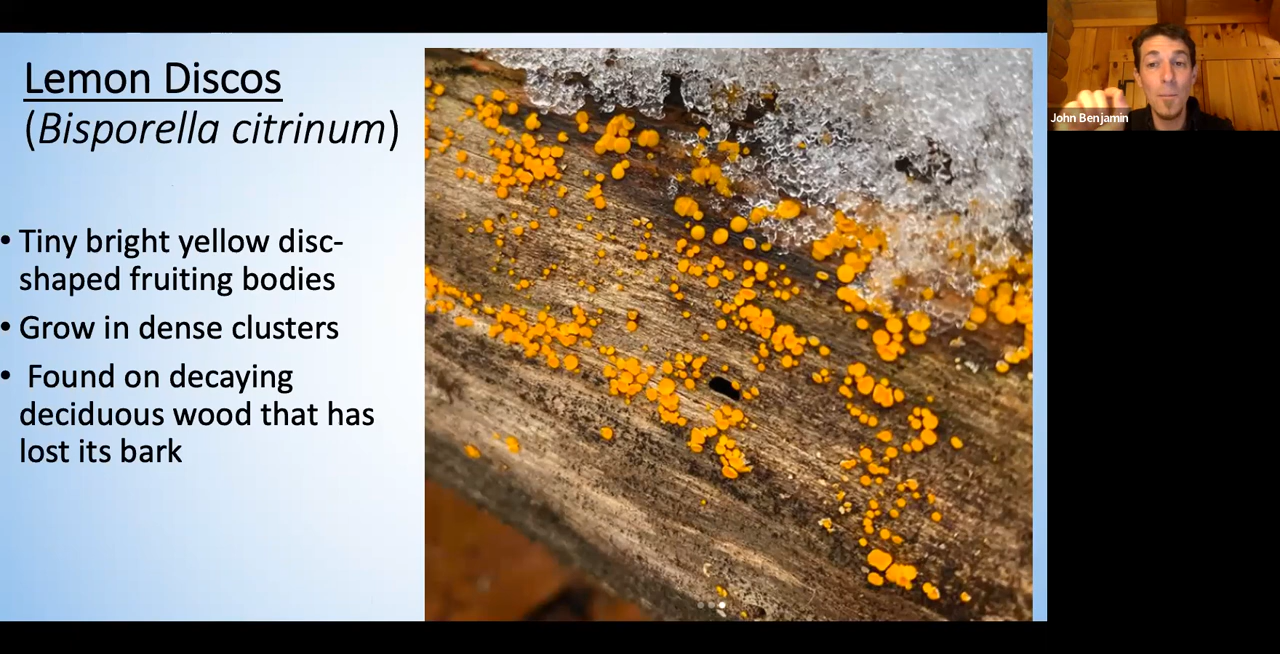 Lemon Discos
(Bisporella citrinum)
• Tiny bright yellow disc-
shaped fruiting bodies
• Grow in dense clusters
• Found on decaying
deciduous wood that has
lost its bark
John Benjamin